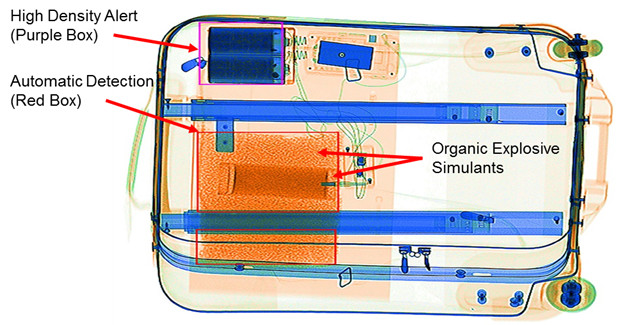 High Density Alert
(Purple Box)
Automatic Detection
(Red Box)
Organic Explosive
Simulants